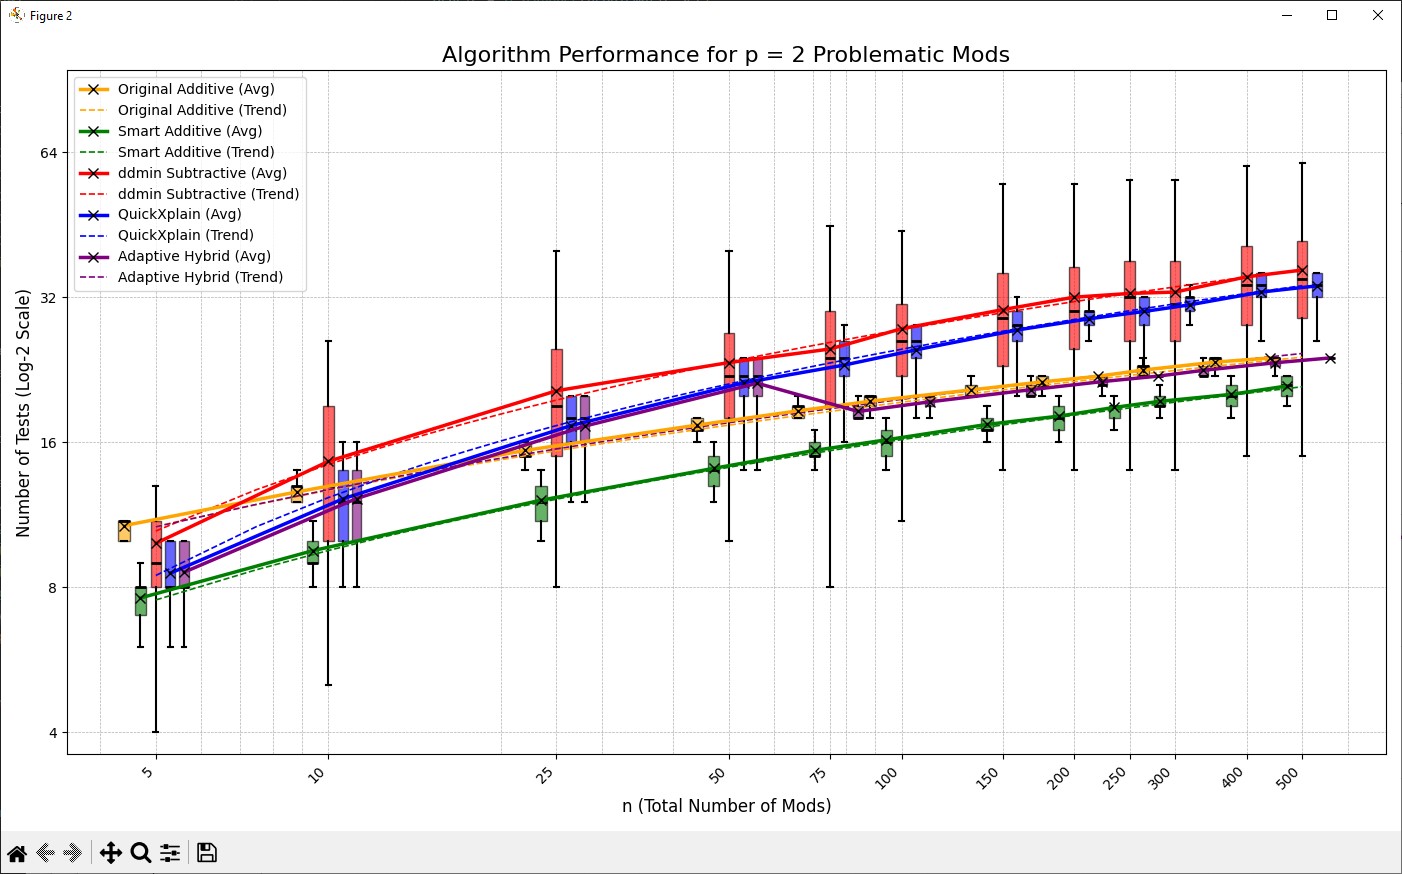 Figure 2
Algorithm Performance for p = 2 Problematic Mods
Original Additive (Avg)
Original Additive (Trend)
Smart Additive (Avg)
Smart Additive (Trend)
ddmin Subtractive (Avg)
ddmin Subtractive (Trend)
QuickXplain (Avg)
QuickXplain (Trend)
Adaptive Hybrid (Avg)
Adaptive Hybrid (Trend)
Number of Tests (Log-2 Scale)
64
32
16
8
4
5
10
25
50
75
100
150
200
250
300
400
500
n (Total Number of Mods)